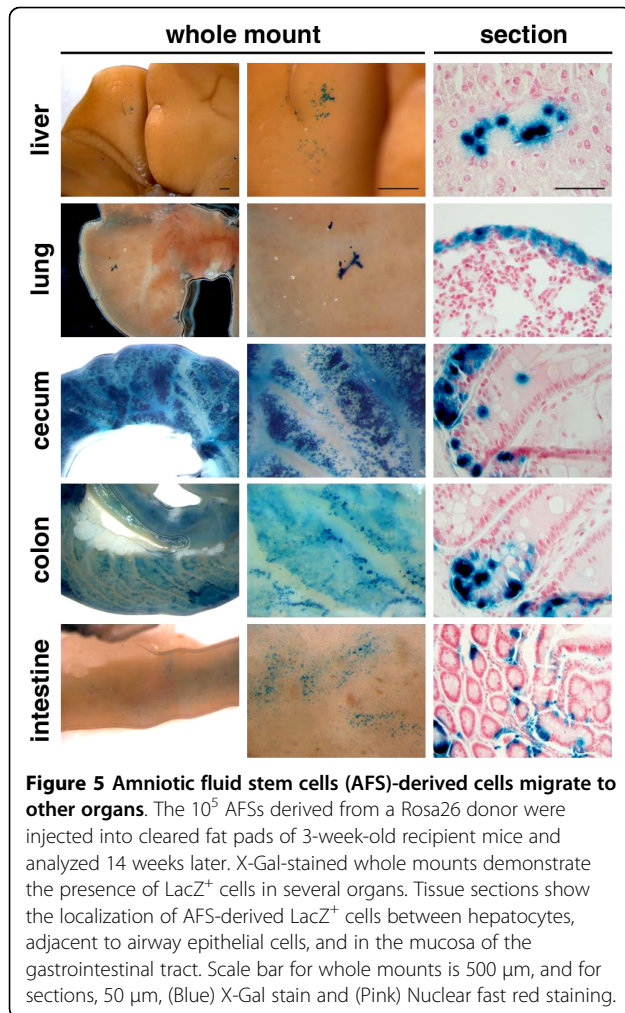 whole mount section
liver
lung
cecum
colon
intestine
Figure 5 Amniotic fluid stem cells (AFS)-derived cells migrate to
other organs. The 10⁵ AFSs derived from a Rosa26 donor were
injected into cleared fat pads of 3-week-old recipient mice and
analyzed 14 weeks later. X-Gal-stained whole mounts demonstrate
the presence of LacZ⁺ cells in several organs. Tissue sections show
the localization of AFS-derived LacZ⁺ cells between hepatocytes,
adjacent to airway epithelial cells, and in the mucosa of the
gastrointestinal tract. Scale bar for whole mounts is 500 μm, and for
sections, 50 μm, (Blue) X-Gal stain and (Pink) Nuclear fast red staining.